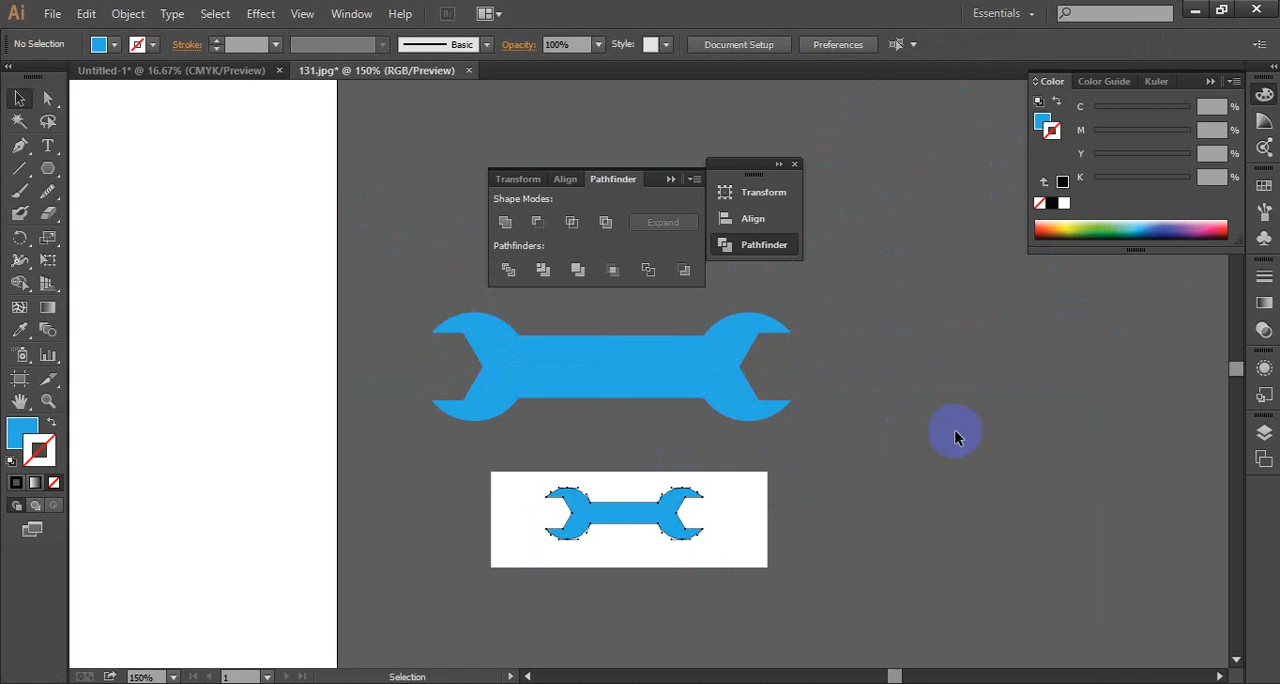 Ai File Edit Object Type Select Effect View Window Help Br Essentials
No Selection Stroke: Basic Opacity: 100% Style: Document Setup Preferences
Untitled-1* @ 16.67% (CMYK/Preview) × 131.jpg* @ 150% (RGB/Preview) ×
Color Color Guide Kuler
C %
M %
Y %
K %
Transform Align Pathfinder
Shape Modes:
Expand
Pathfinders:
Transform
Align
Pathfinder
150% 1 Selection